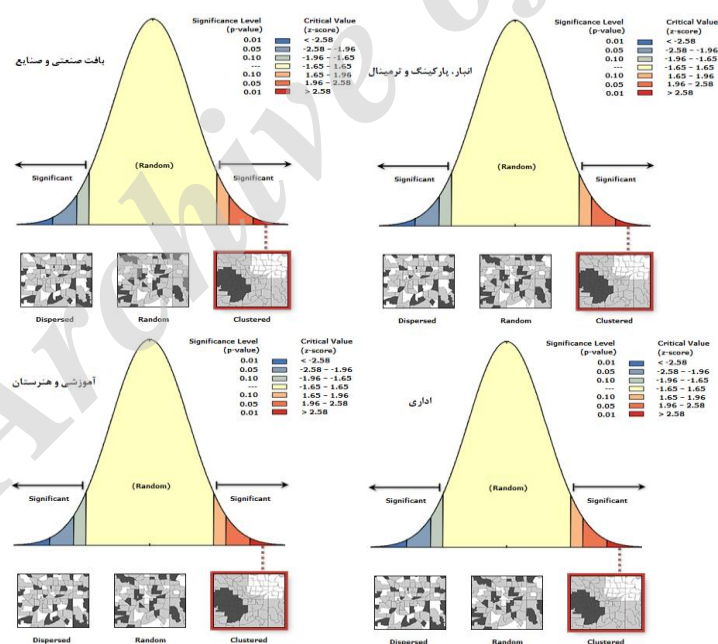 Significance Level (p-value)
Critical Value (z-score)
0.01 < -2.58
0.05 -2.58 - -1.96
0.10 -1.96 - -1.65
--- -1.65 - 1.65
0.10 1.65 - 1.96
0.05 1.96 - 2.58
0.01 > 2.58
بافت صنعتی و صنایع
(Random)
Significant
Significant
Dispersed
Random
Clustered
Significance Level (p-value)
Critical Value (z-score)
0.01 < -2.58
0.05 -2.58 - -1.96
0.10 -1.96 - -1.65
--- -1.65 - 1.65
0.10 1.65 - 1.96
0.05 1.96 - 2.58
0.01 > 2.58
انبار، پارکینگ و ترمینال
(Random)
Significant
Significant
Dispersed
Random
Clustered
Significance Level (p-value)
Critical Value (z-score)
0.01 < -2.58
0.05 -2.58 - -1.96
0.10 -1.96 - -1.65
--- -1.65 - 1.65
0.10 1.65 - 1.96
0.05 1.96 - 2.58
0.01 > 2.58
آموزشی و هنرستان
(Random)
Significant
Significant
Dispersed
Random
Clustered
Significance Level (p-value)
Critical Value (z-score)
0.01 < -2.58
0.05 -2.58 - -1.96
0.10 -1.96 - -1.65
--- -1.65 - 1.65
0.10 1.65 - 1.96
0.05 1.96 - 2.58
0.01 > 2.58
اداری
(Random)
Significant
Significant
Dispersed
Random
Clustered
Archive of